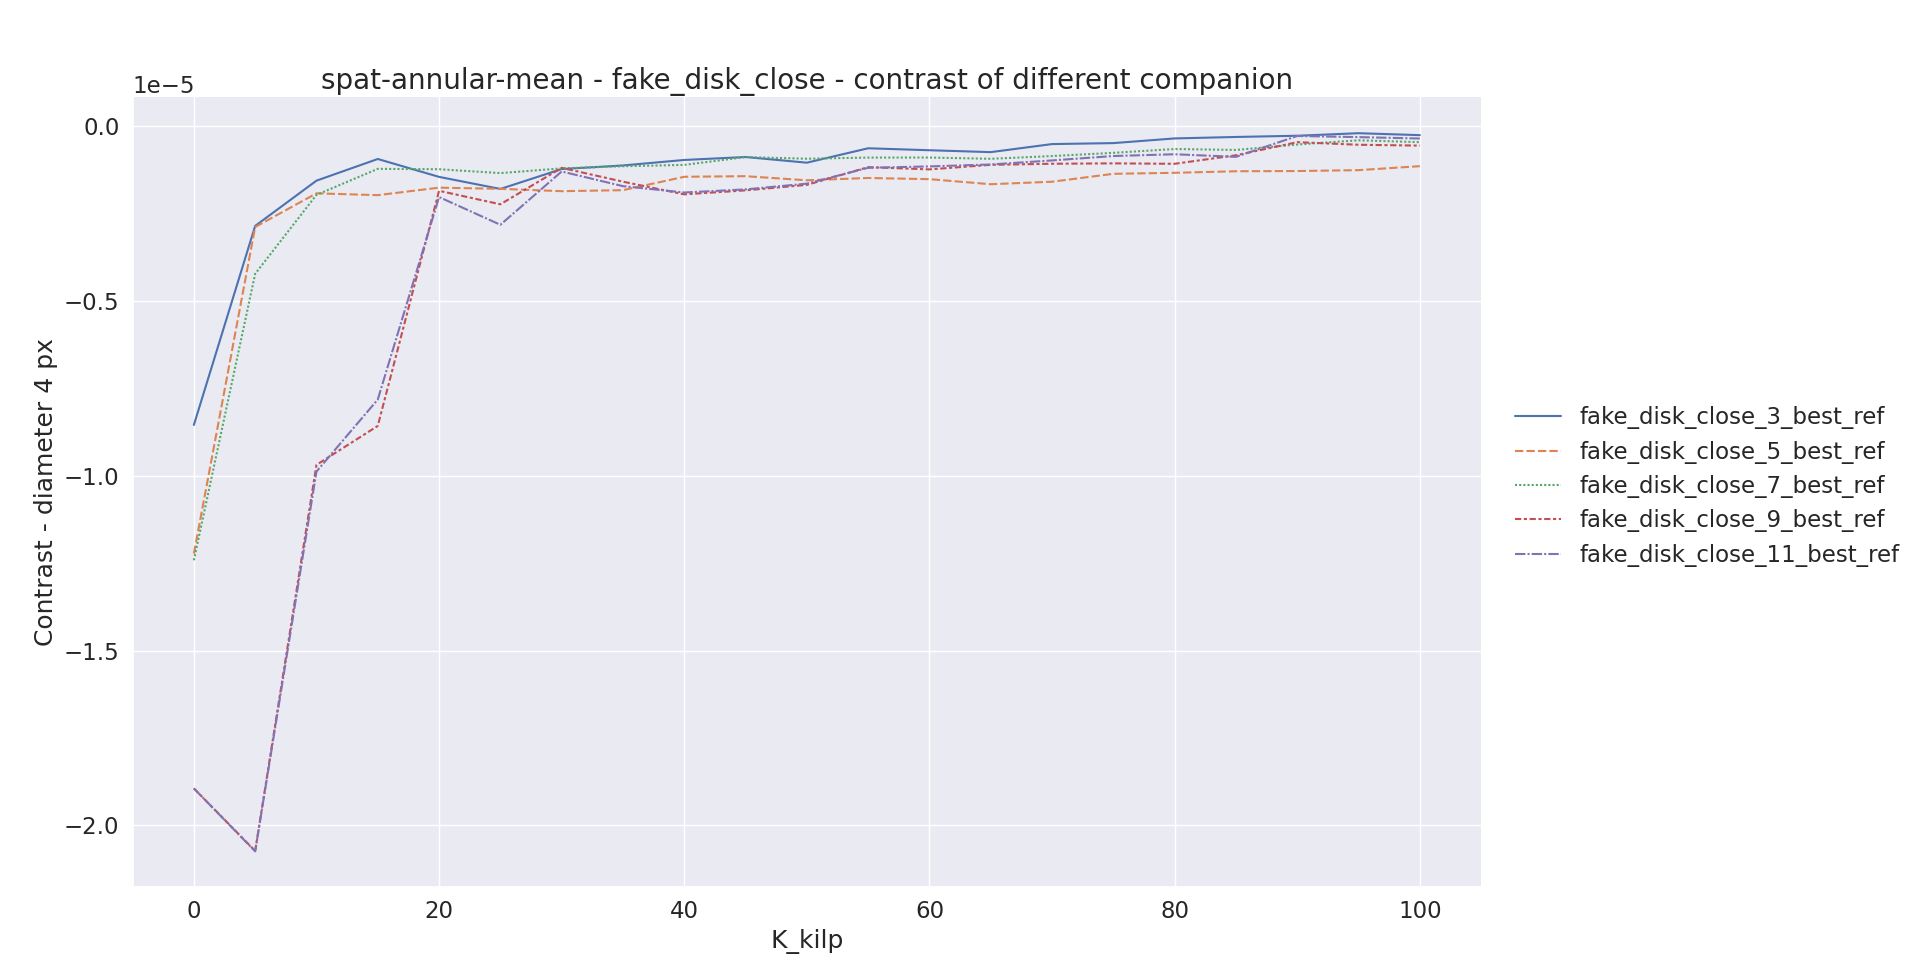 spat-annular-mean - fake_disk_close - contrast of different companion
1e−5
0.0
−0.5
−1.0
−1.5
−2.0
Contrast - diameter 4 px
0 20 40 60 80 100
K_kilp
fake_disk_close_3_best_ref
fake_disk_close_5_best_ref
fake_disk_close_7_best_ref
fake_disk_close_9_best_ref
fake_disk_close_11_best_ref